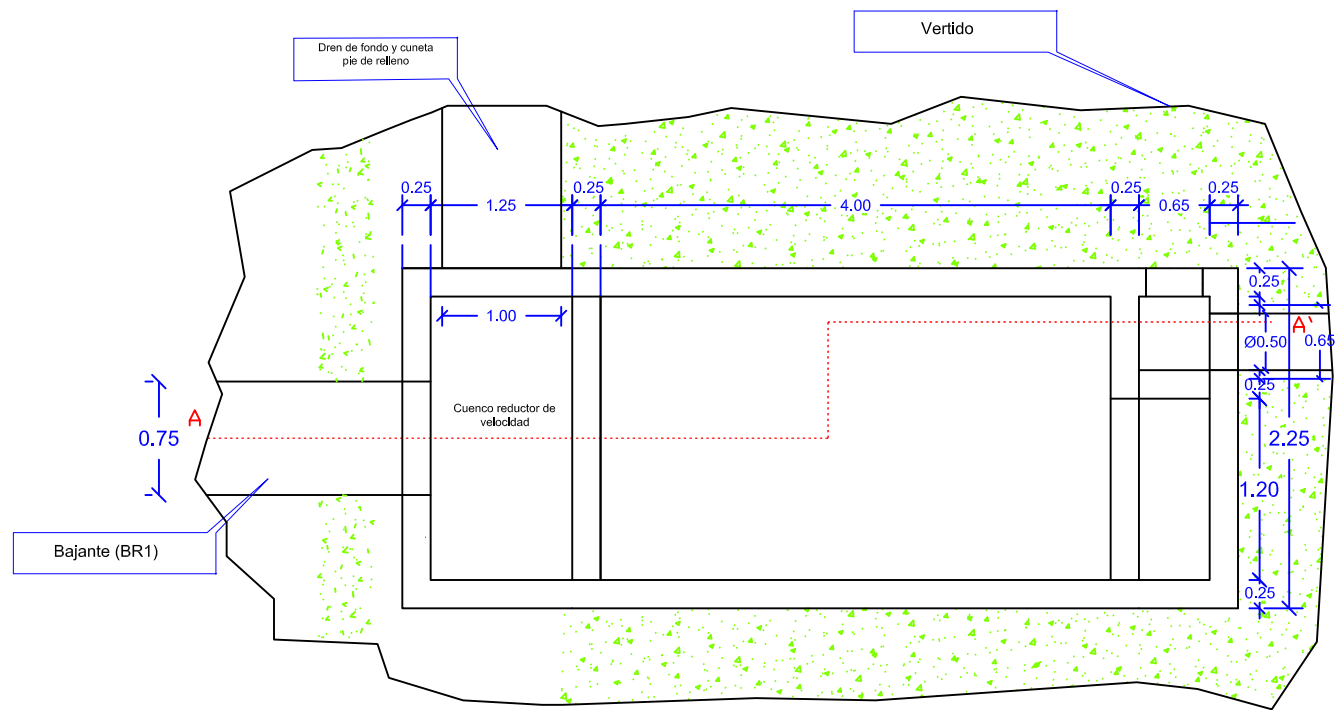 Dren de fondo y cuneta
pie de relleno
Vertido
0.25
1.25
0.25
4.00
0.25
0.65
0.25
1.00
0.25
Ø0.50
A'
0.65
0.25
2.25
1.20
0.25
A
0.75
Cuenco reductor de
velocidad
Bajante (BR1)